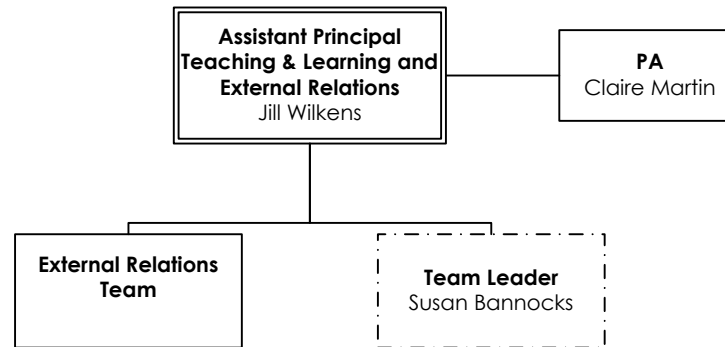 Assistant Principal
Teaching & Learning and
External Relations
Jill Wilkens
PA
Claire Martin
External Relations
Team
Team Leader
Susan Bannocks